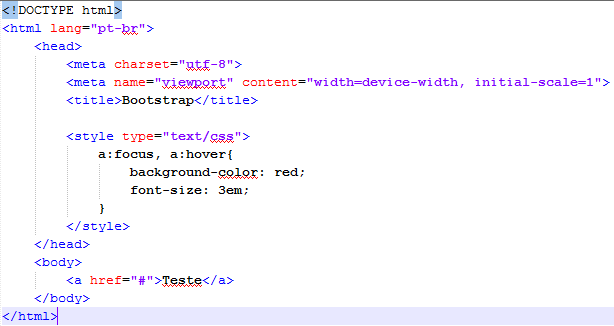 <!DOCTYPE html>
<html lang="pt-br">
<head>
<meta charset="utf-8">
<meta name="viewport" content="width=device-width, initial-scale=1">
<title>Bootstrap</title>
<style type="text/css">
a:focus, a:hover{
background-color: red;
font-size: 3em;
}
</style>
</head>
<body>
<a href="#">Teste</a>
</body>
</html>